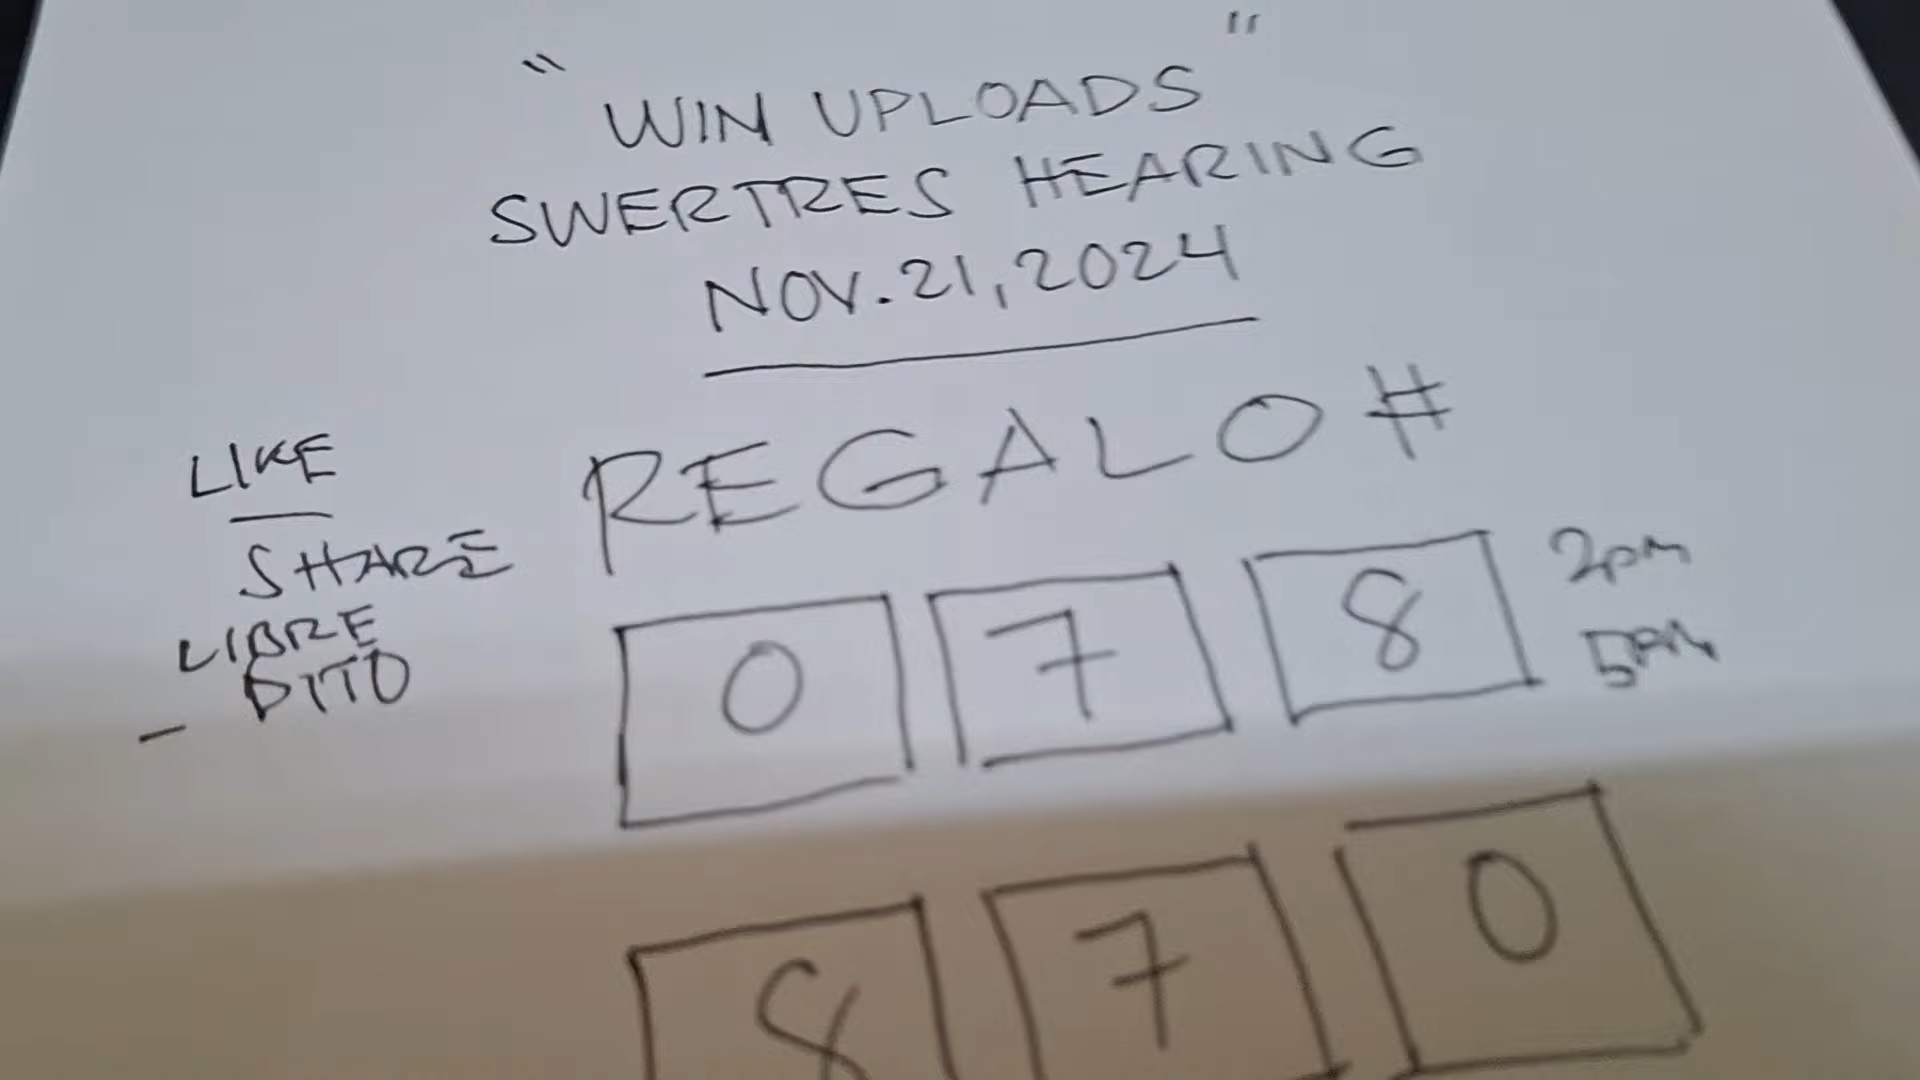 " WIN UPLOADS "
SWERTRES HEARING
NOV. 21, 2024
REGALO #
LIKE
SHARE
LIBRE
DITO
0 7 8
2pm
5PM
8 7 0